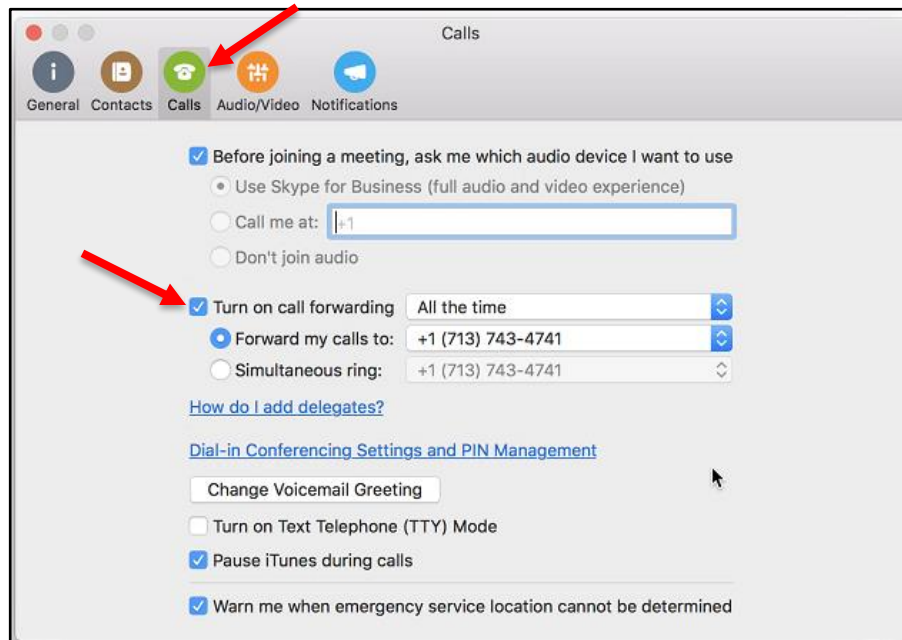 Calls
General Contacts Calls Audio/Video Notifications
Before joining a meeting, ask me which audio device I want to use
Use Skype for Business (full audio and video experience)
Call me at: +1
Don't join audio
Turn on call forwarding All the time
Forward my calls to: +1 (713) 743-4741
Simultaneous ring: +1 (713) 743-4741
How do I add delegates?
Dial-in Conferencing Settings and PIN Management
Change Voicemail Greeting
Turn on Text Telephone (TTY) Mode
Pause iTunes during calls
Warn me when emergency service location cannot be determined